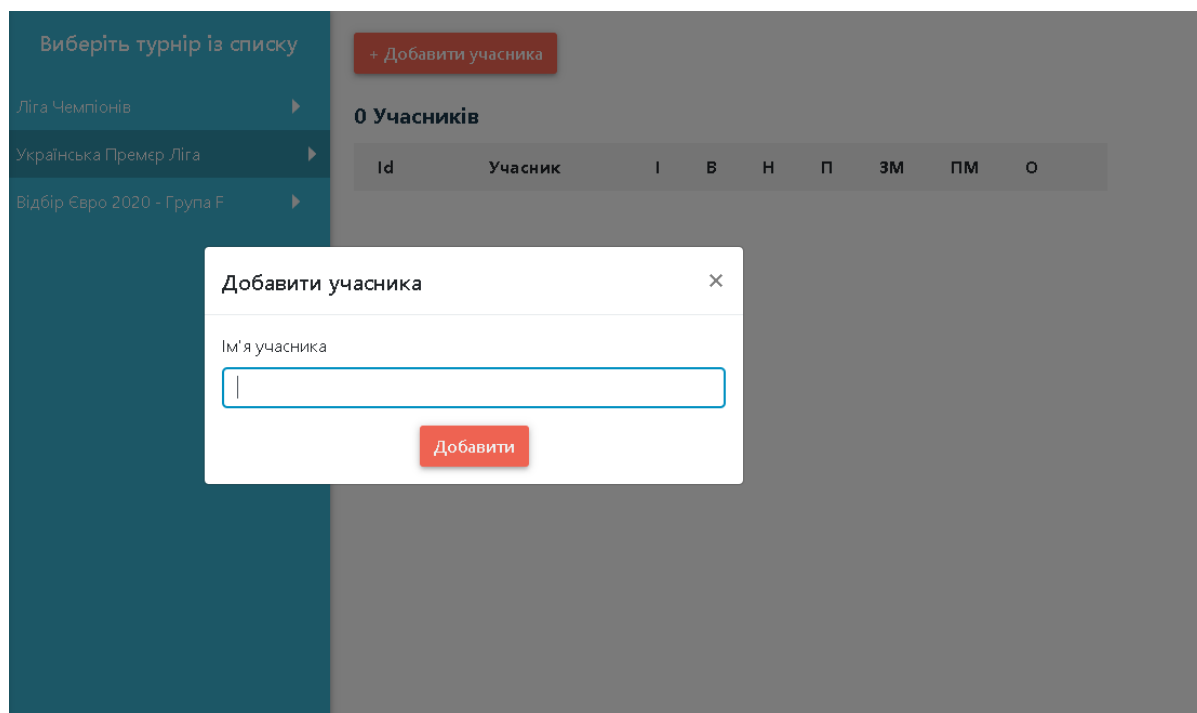 Виберіть турнір із списку
Ліга Чемпіонів
Українська Премєр Ліга
Відбір Євро 2020 - Група F
+ Добавити учасника
0 Учасників
Id Учасник І В Н П ЗМ ПМ О
Добавити учасника ×
Ім'я учасника
Добавити